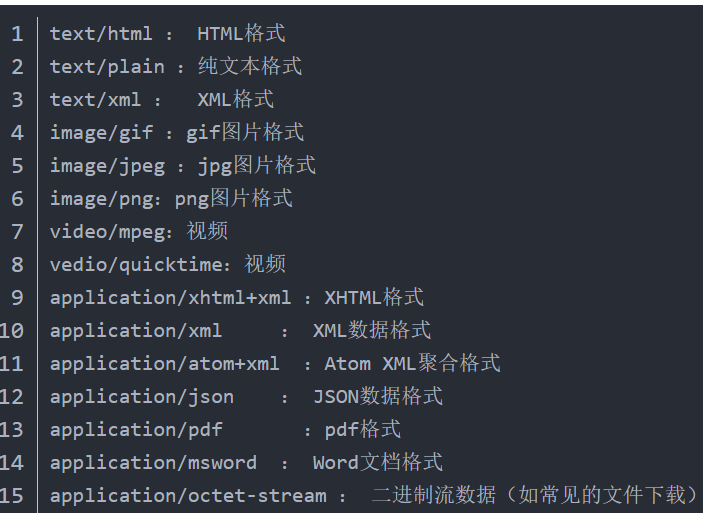 1 text/html ： HTML格式
2 text/plain ：纯文本格式
3 text/xml ： XML格式
4 image/gif ：gif图片格式
5 image/jpeg ：jpg图片格式
6 image/png：png图片格式
7 video/mpeg：视频
8 vedio/quicktime：视频
9 application/xhtml+xml ：XHTML格式
10 application/xml ： XML数据格式
11 application/atom+xml ：Atom XML聚合格式
12 application/json ： JSON数据格式
13 application/pdf ：pdf格式
14 application/msword ： Word文档格式
15 application/octet-stream ： 二进制流数据（如常见的文件下载）